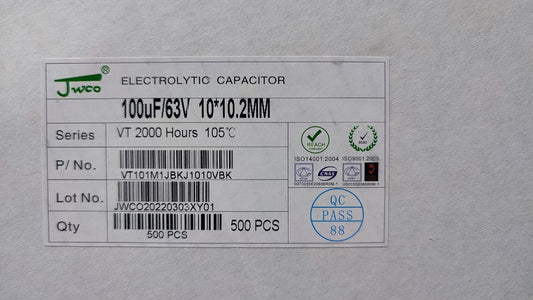 Jwco ®
ELECTROLYTIC CAPACITOR
100uF/63V 10*10.2MM
Series VT 2000 Hours 105℃
P/No. VT101M1JBKJ1010VBK
Lot No. JWCO20220303XY01
Qty 500 PCS 500 PCS
REACH
ISO14001:2004 ISO9001:2008
QC
PASS
88